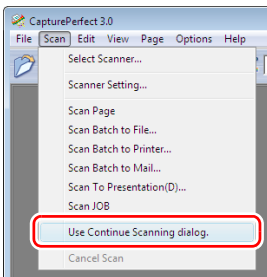 CapturePerfect 3.0
File Scan Edit View Page Options Help
Select Scanner...
Scanner Setting...
Scan Page
Scan Batch to File...
Scan Batch to Printer...
Scan Batch to Mail...
Scan To Presentation(D)...
Scan JOB
Use Continue Scanning dialog.
Cancel Scan